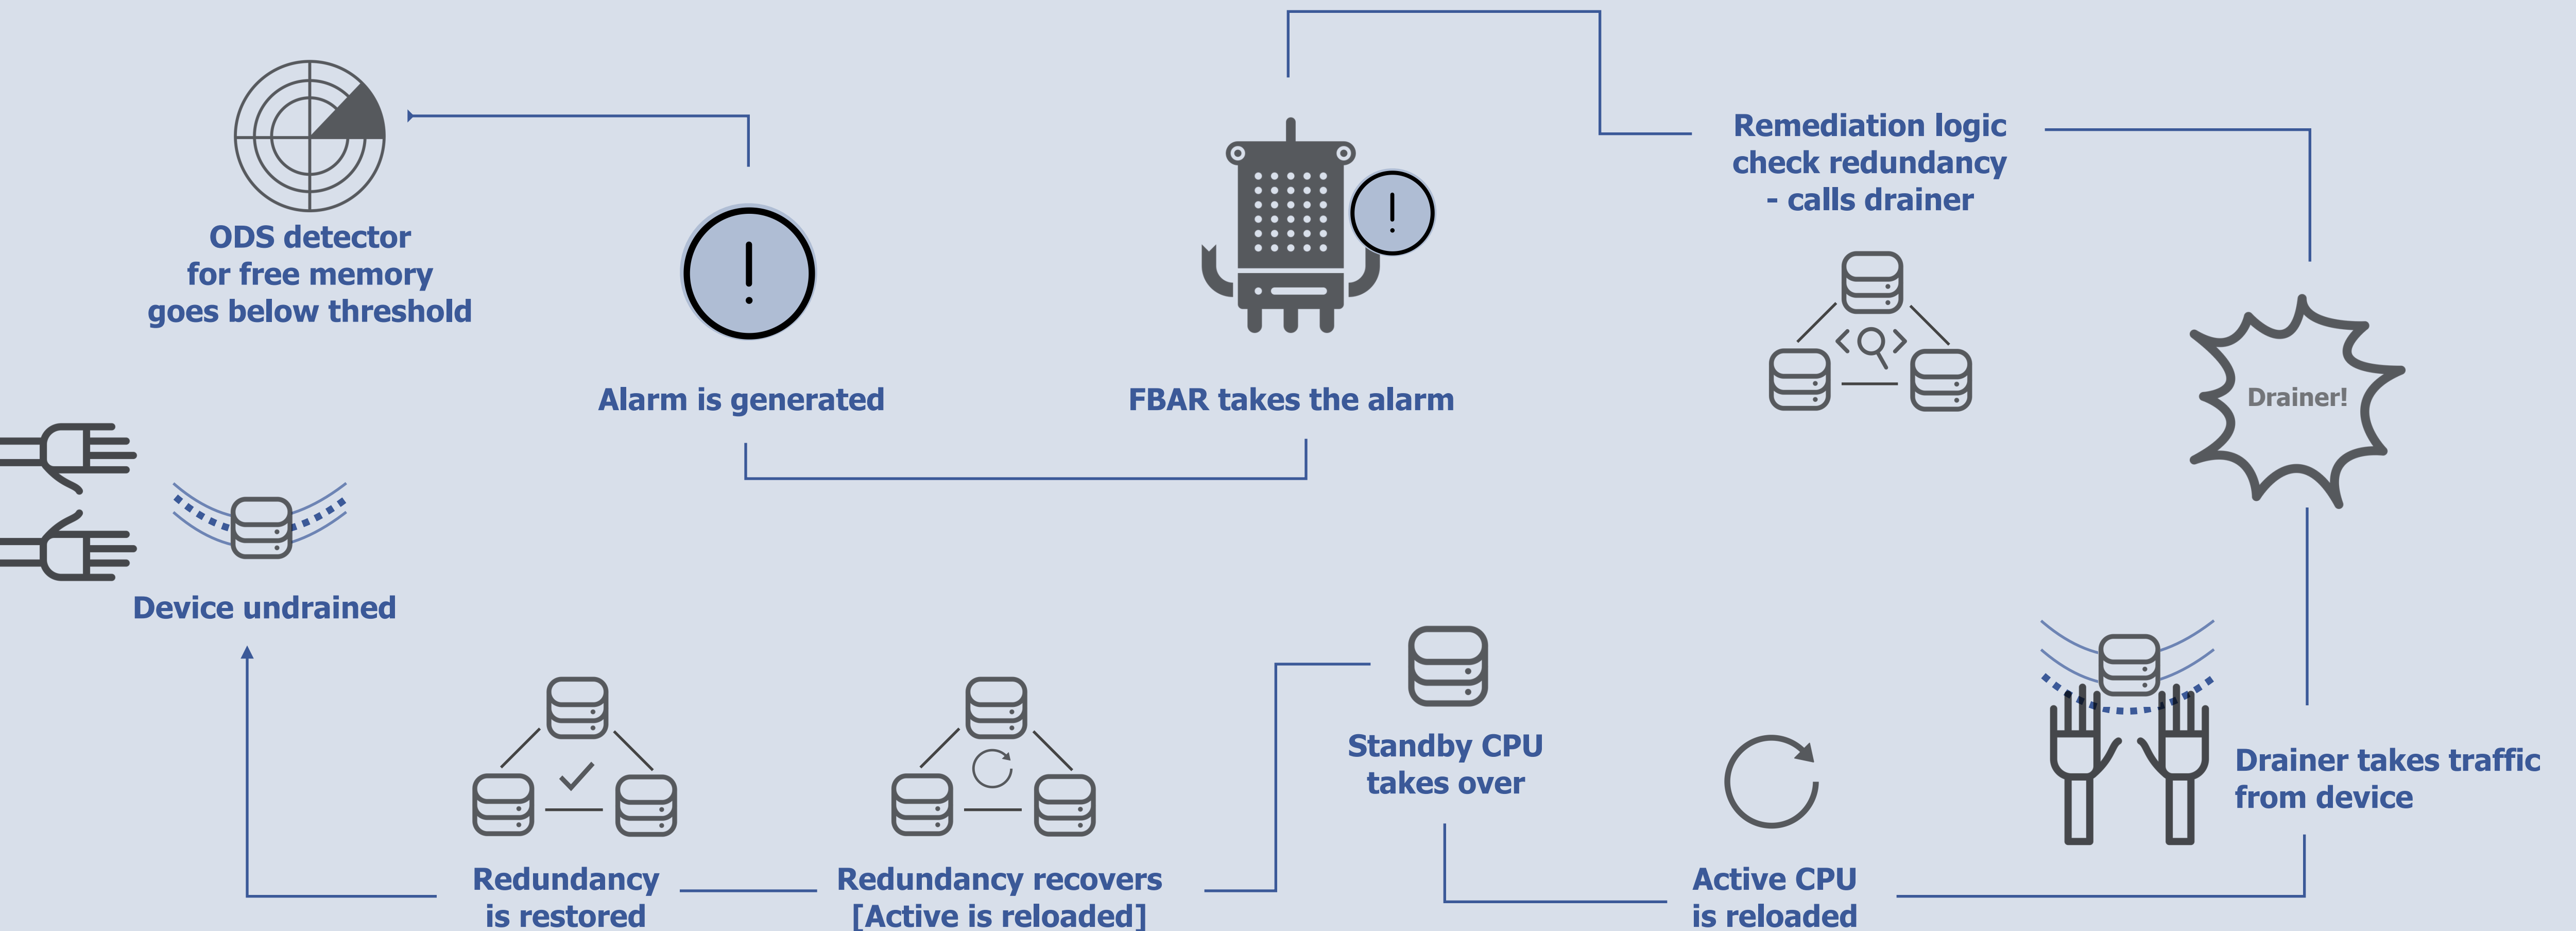 ODS detector
for free memory
goes below threshold
Alarm is generated
FBAR takes the alarm
Remediation logic
check redundancy
- calls drainer
Drainer!
Drainer takes traffic
from device
Active CPU
is reloaded
Standby CPU
takes over
Redundancy recovers
[Active is reloaded]
Redundancy
is restored
Device undrained